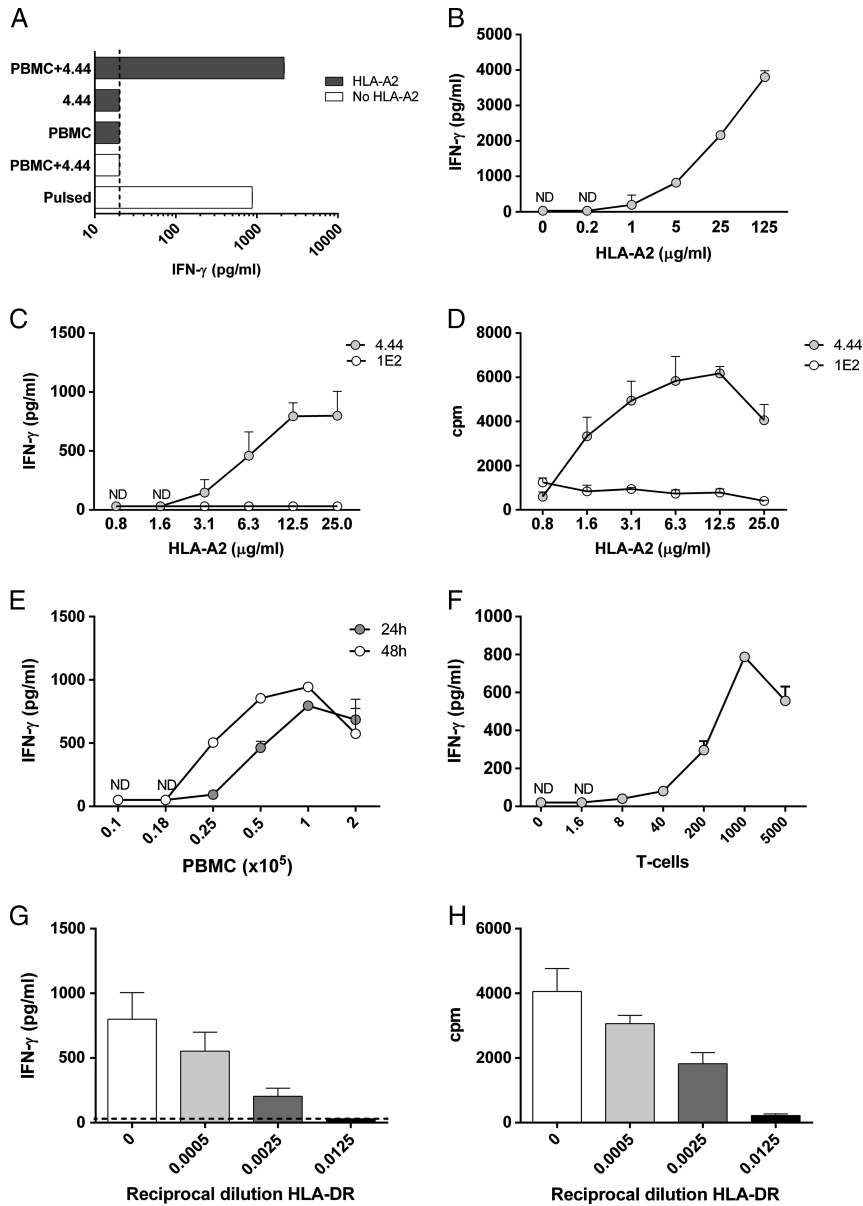 A
PBMC+4.44
4.44
PBMC
PBMC+4.44
Pulsed
10
100
1000
10000
IFN-γ (pg/ml)
HLA-A2
No HLA-A2
B
IFN-γ (pg/ml)
5000
4000
3000
2000
1000
0
ND
ND
0 0.2 1 5 25 125
HLA-A2 (μg/ml)
C
IFN-γ (pg/ml)
1500
1000
500
0
ND
ND
0.8 1.6 3.1 6.3 12.5 25.0
HLA-A2 (μg/ml)
4.44
1E2
D
cpm
8000
6000
4000
2000
0
0.8 1.6 3.1 6.3 12.5 25.0
HLA-A2 (μg/ml)
4.44
1E2
E
IFN-γ (pg/ml)
1500
1000
500
0
ND
ND
0.1 0.18 0.25 0.5 1 2
PBMC (x10⁵)
24h
48h
F
IFN-γ (pg/ml)
1000
800
600
400
200
0
ND
ND
0 1.6 8 40 200 1000 5000
T-cells
G
IFN-γ (pg/ml)
1500
1000
500
0
0 0.0005 0.0025 0.0125
Reciprocal dilution HLA-DR
H
cpm
6000
4000
2000
0
0 0.0005 0.0025 0.0125
Reciprocal dilution HLA-DR